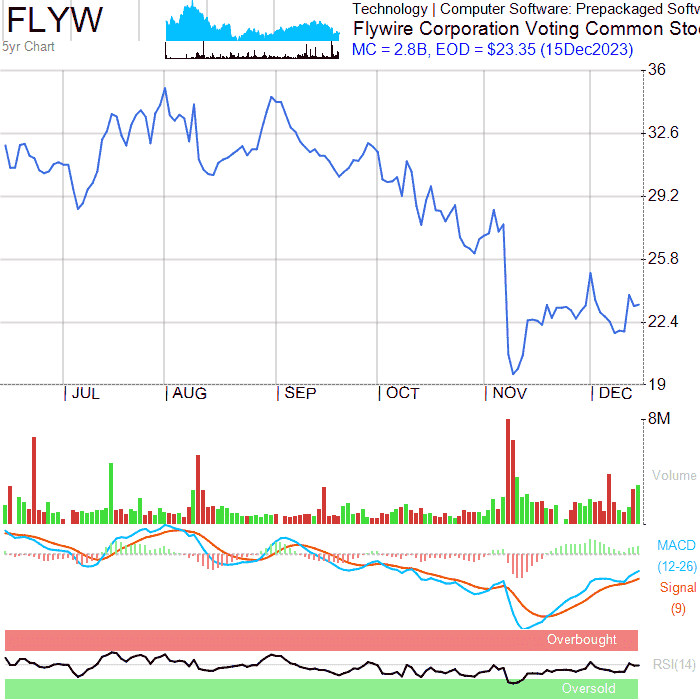 FLYW
5yr Chart
Technology | Computer Software: Prepackaged Softw
Flywire Corporation Voting Common Sto
MC = 2.8B, EOD = $23.35 (15Dec2023)
36
32.6
29.2
25.8
22.4
19
JUL AUG SEP OCT NOV DEC
8M
Volume
MACD
(12-26)
Signal
(9)
Overbought
RSI(14)
Oversold